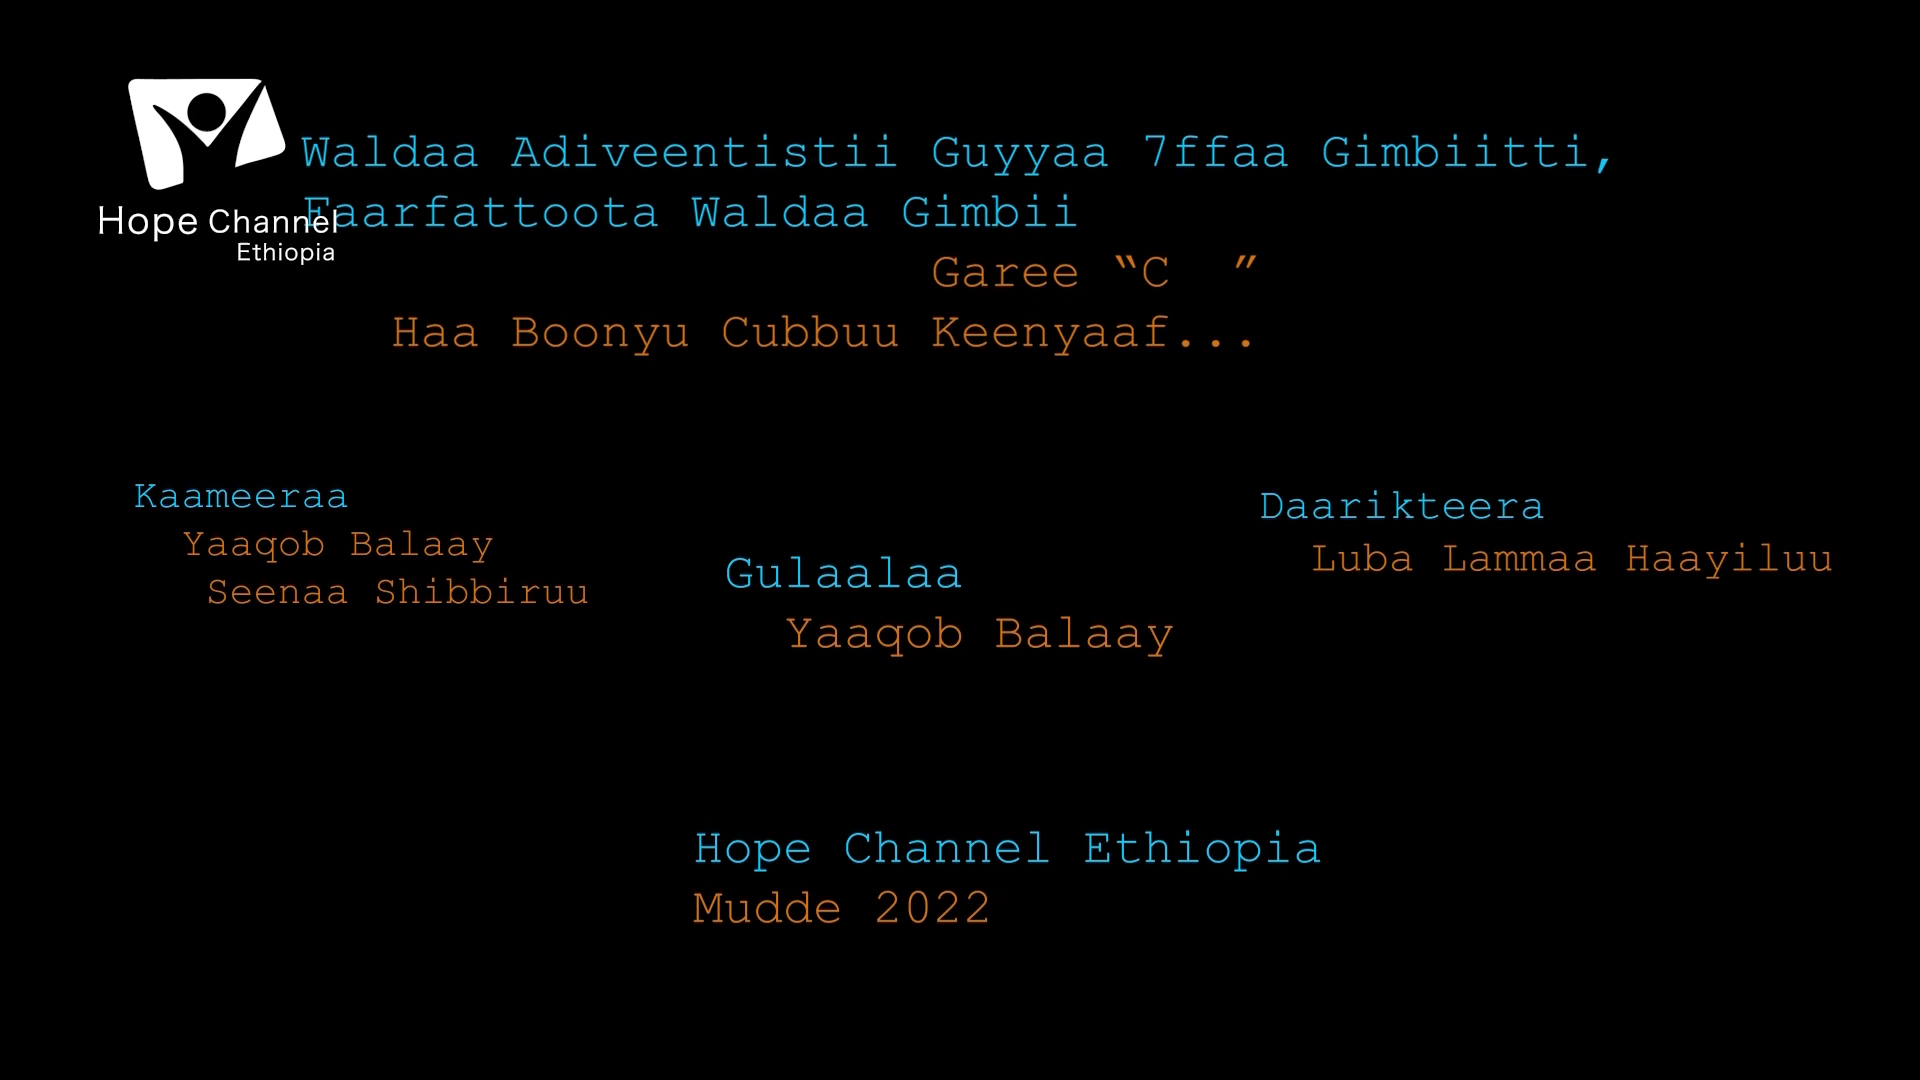 Hope Channel
Ethiopia
Waldaa Adiveentistii Guyyaa 7ffaa Gimbiitti,
Faarfattoota Waldaa Gimbii
Garee “C  ”
Haa Boonyu Cubbuu Keenyaaf...
Kaameeraa
Yaaqob Balaay
Seenaa Shibbiruu
Gulaalaa
Yaaqob Balaay
Daarikteera
Luba Lammaa Haayiluu
Hope Channel Ethiopia
Mudde 2022